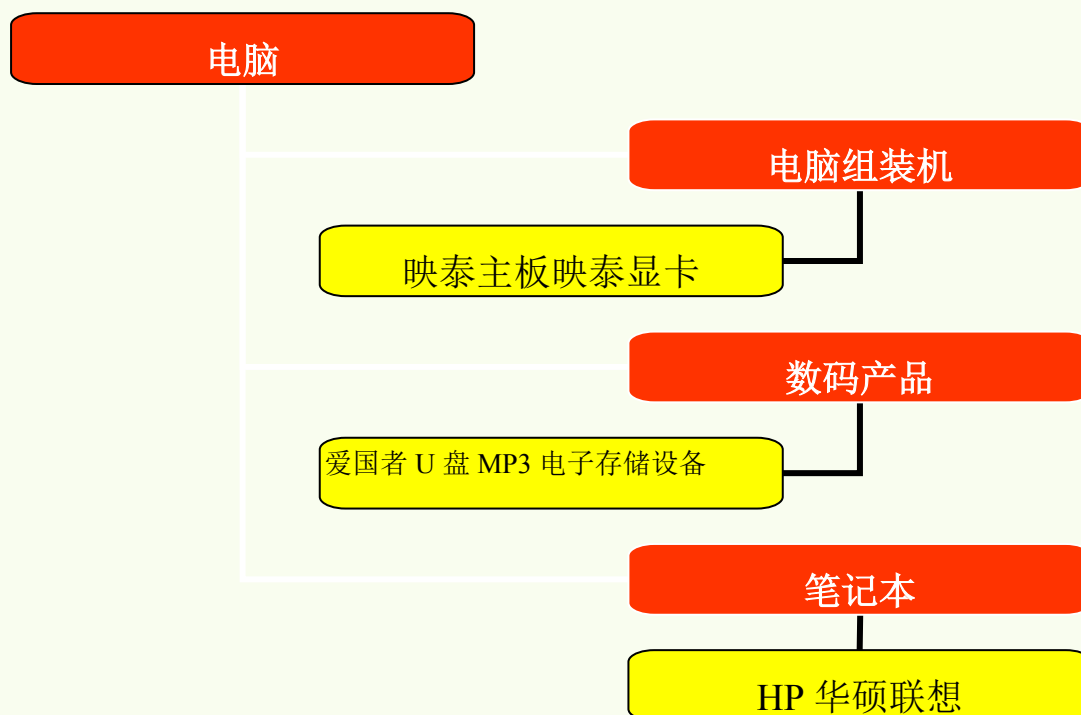 电脑
电脑组装机
映泰主板映泰显卡
数码产品
爱国者 U 盘 MP3 电子存储设备
笔记本
HP 华硕联想